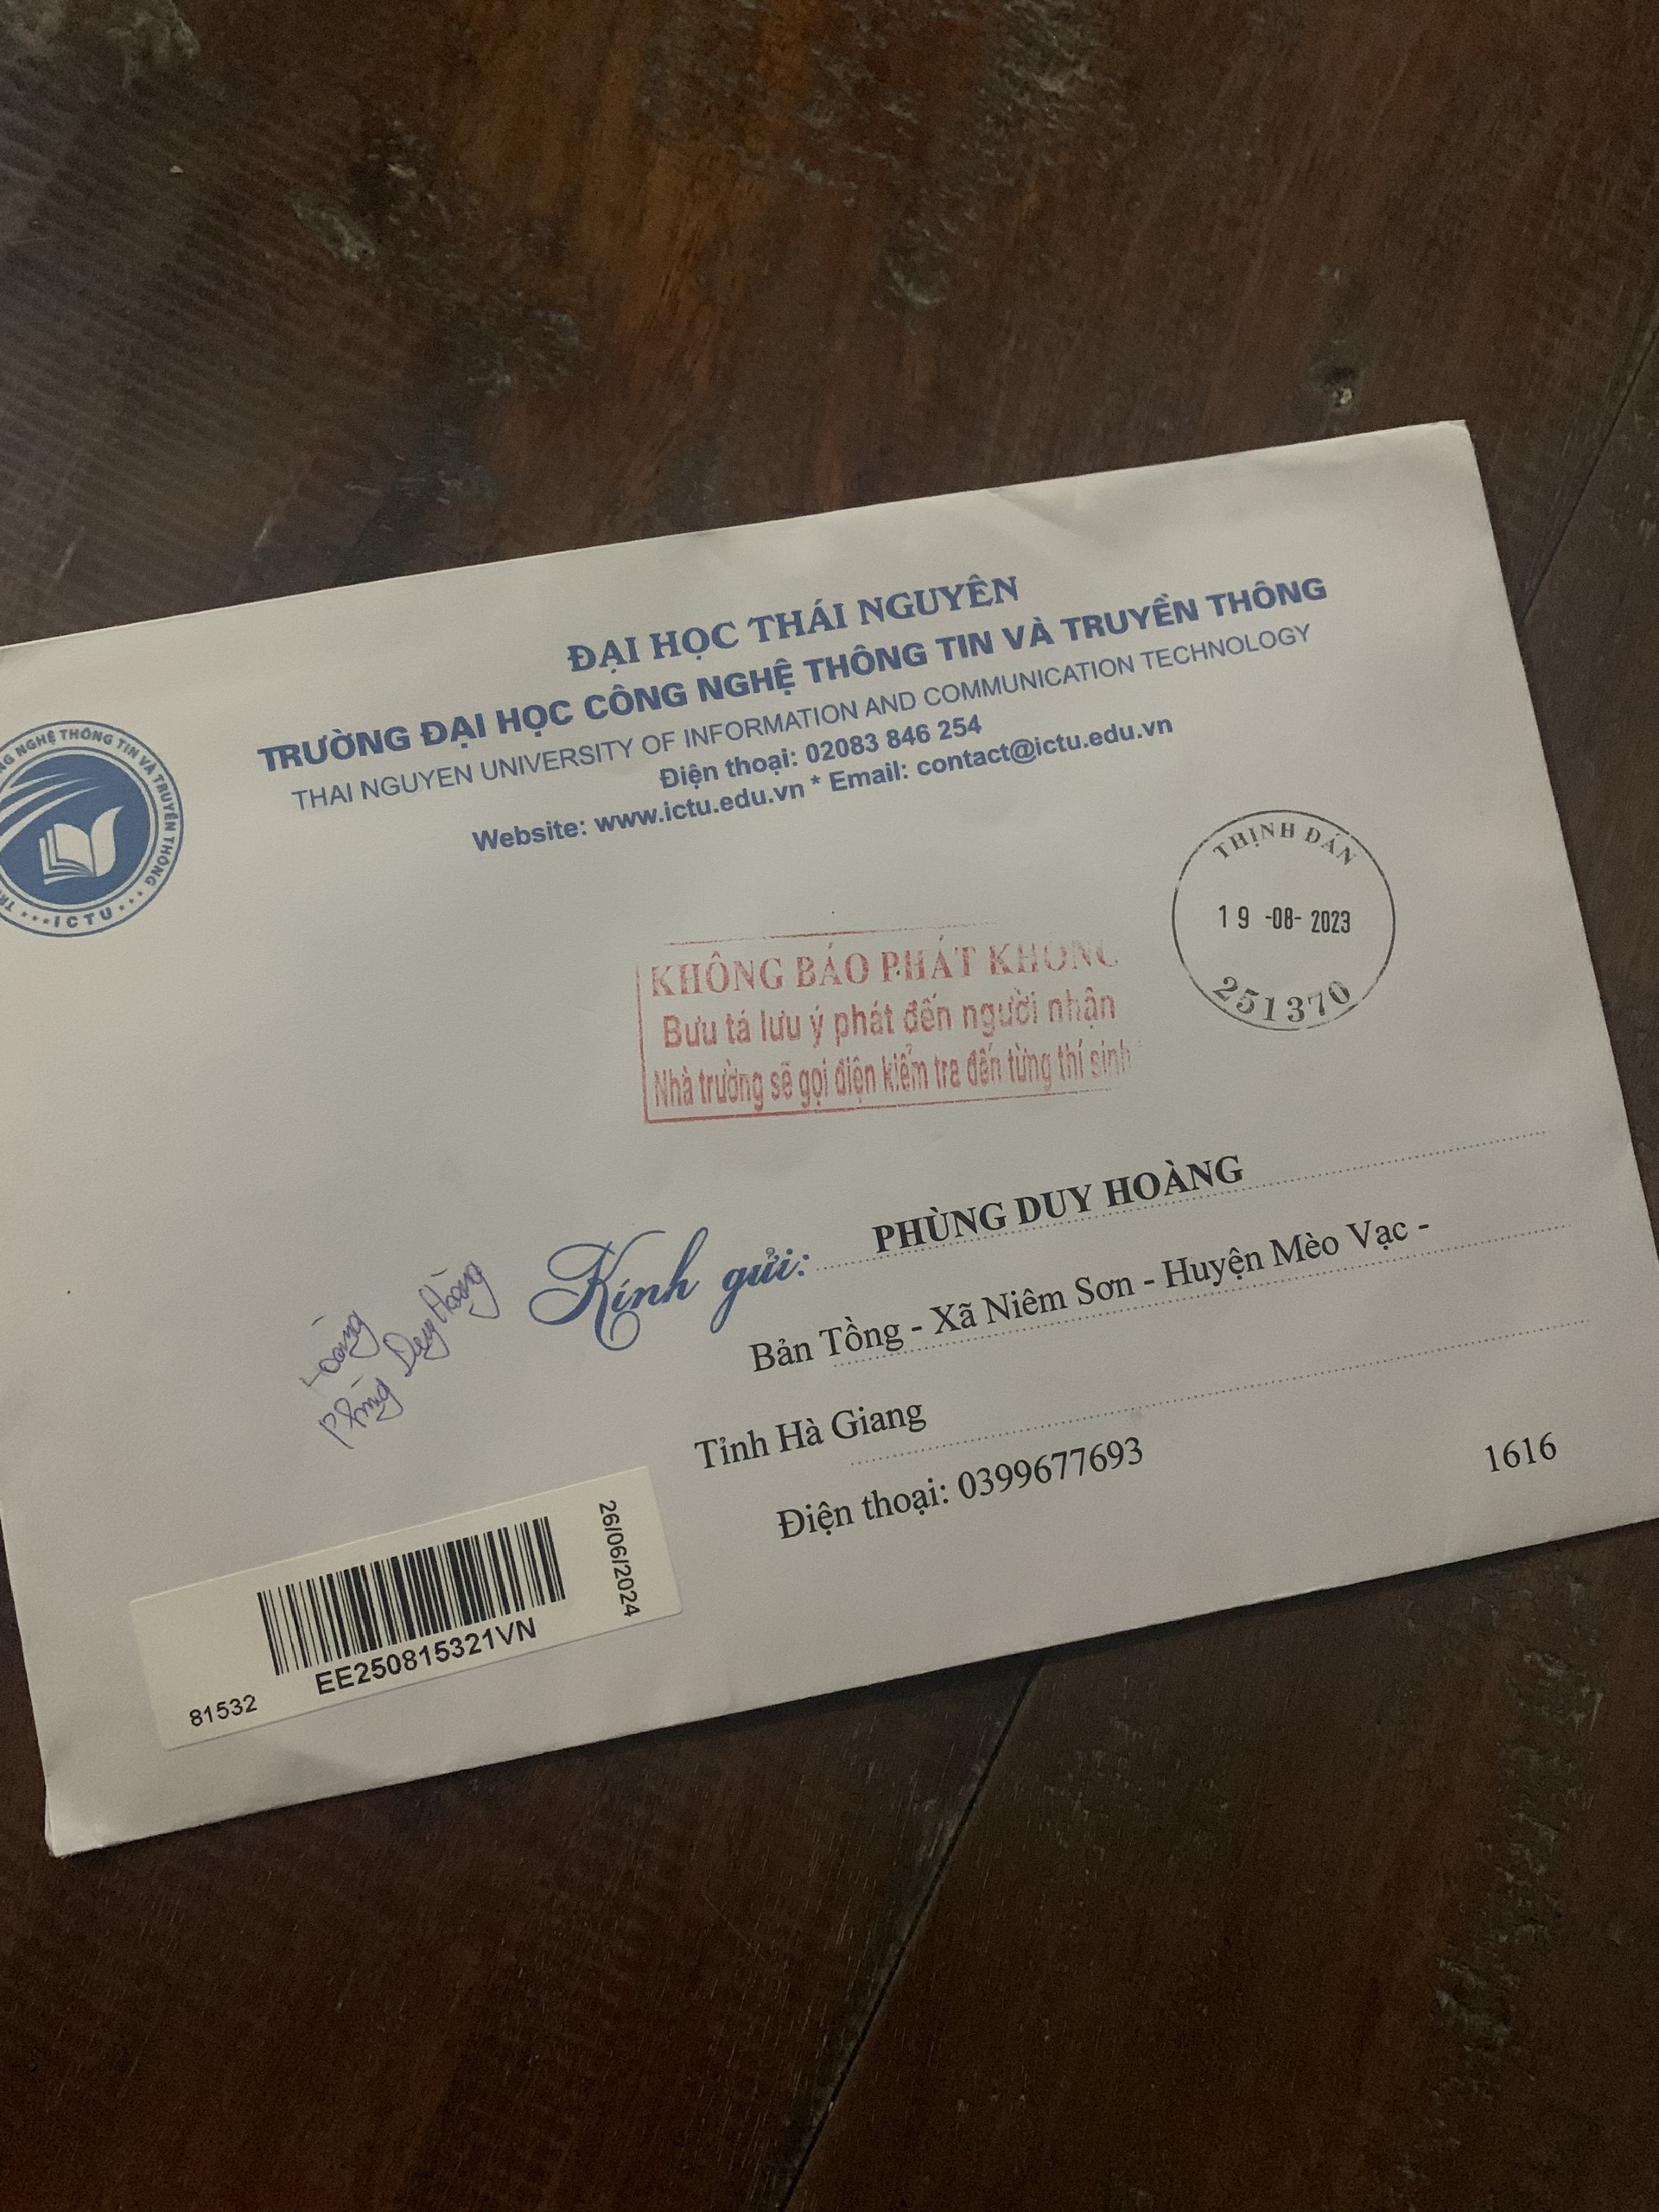 ĐẠI HỌC THÁI NGUYÊN
TRƯỜNG ĐẠI HỌC CÔNG NGHỆ THÔNG TIN VÀ TRUYỀN THÔNG
THAI NGUYEN UNIVERSITY OF INFORMATION AND COMMUNICATION TECHNOLOGY
Điện thoại: 02083 846 254
Website: www.ictu.edu.vn * Email: contact@ictu.edu.vn
NGHỆ THÔNG TIN VÀ TRUYỀN THÔNG
ICTU
THỊNH ĐÁN
19 -08- 2023
251370
KHÔNG BÁO PHÁT KHÔNG
Bưu tá lưu ý phát đến người nhận
Nhà trường sẽ gọi điện kiểm tra đến từng thí sinh
Kính gửi: PHÙNG DUY HOÀNG
Bản Tồng - Xã Niêm Sơn - Huyện Mèo Vạc -
Tỉnh Hà Giang
Điện thoại: 0399677693
1616
Hoàng
Phùng Duy Hoàng
26/06/2024
EE250815321VN
81532